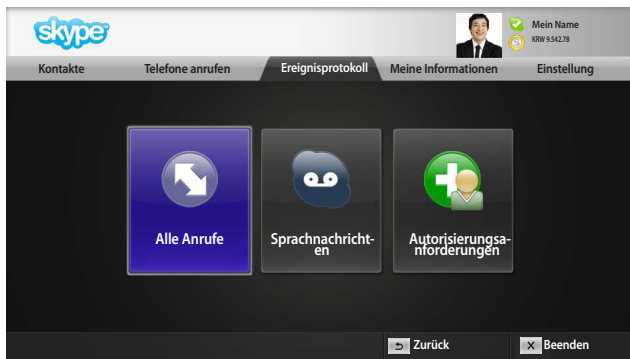 skype
Mein Name
S KRW 9.542.78
Kontakte Telefone anrufen Ereignisprotokoll Meine Informationen Einstellung
Alle Anrufe
Sprachnachricht-
en
Autorisierungsa-
nforderungen
Zurück X Beenden